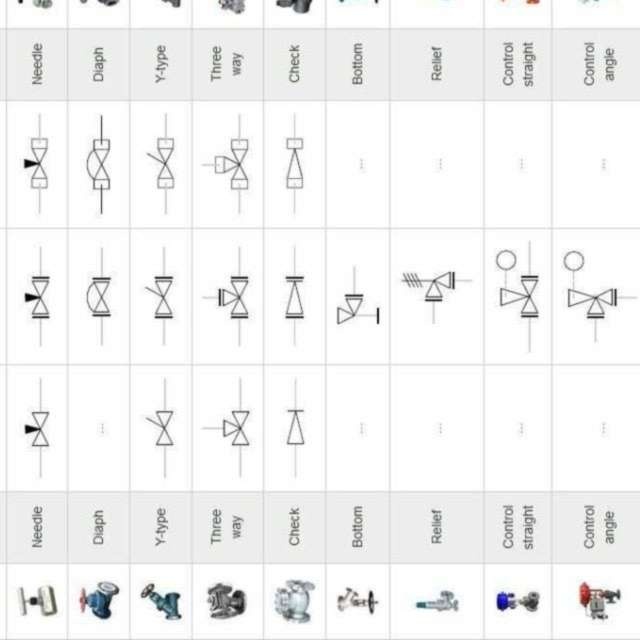 Needle
Diaph
Y-type
Three
way
Check
Bottom
Relief
Control
straight
Control
angle
...
...
...
...
...
...
...
...
...
Needle
Diaph
Y-type
Three
way
Check
Bottom
Relief
Control
straight
Control
angle